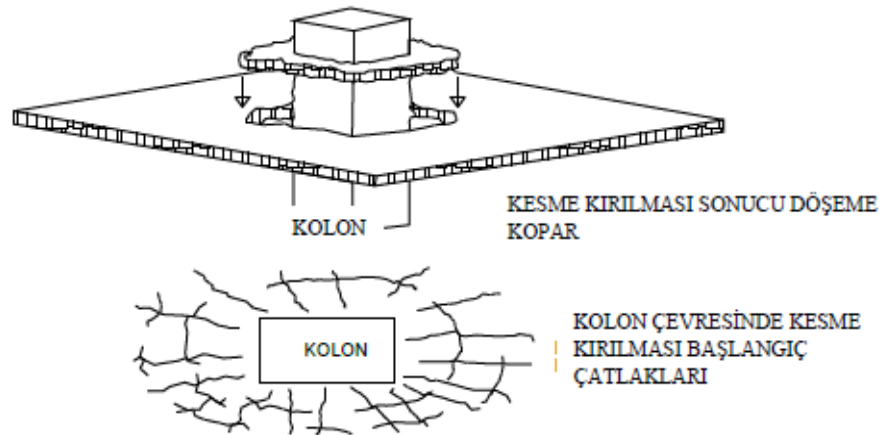 KESME KIRILMASI SONUCU DÖŞEME
KOPAR
KOLON
KOLON
KOLON ÇEVRESİNDE KESME
KIRILMASI BAŞLANGIÇ
ÇATLAKLARI